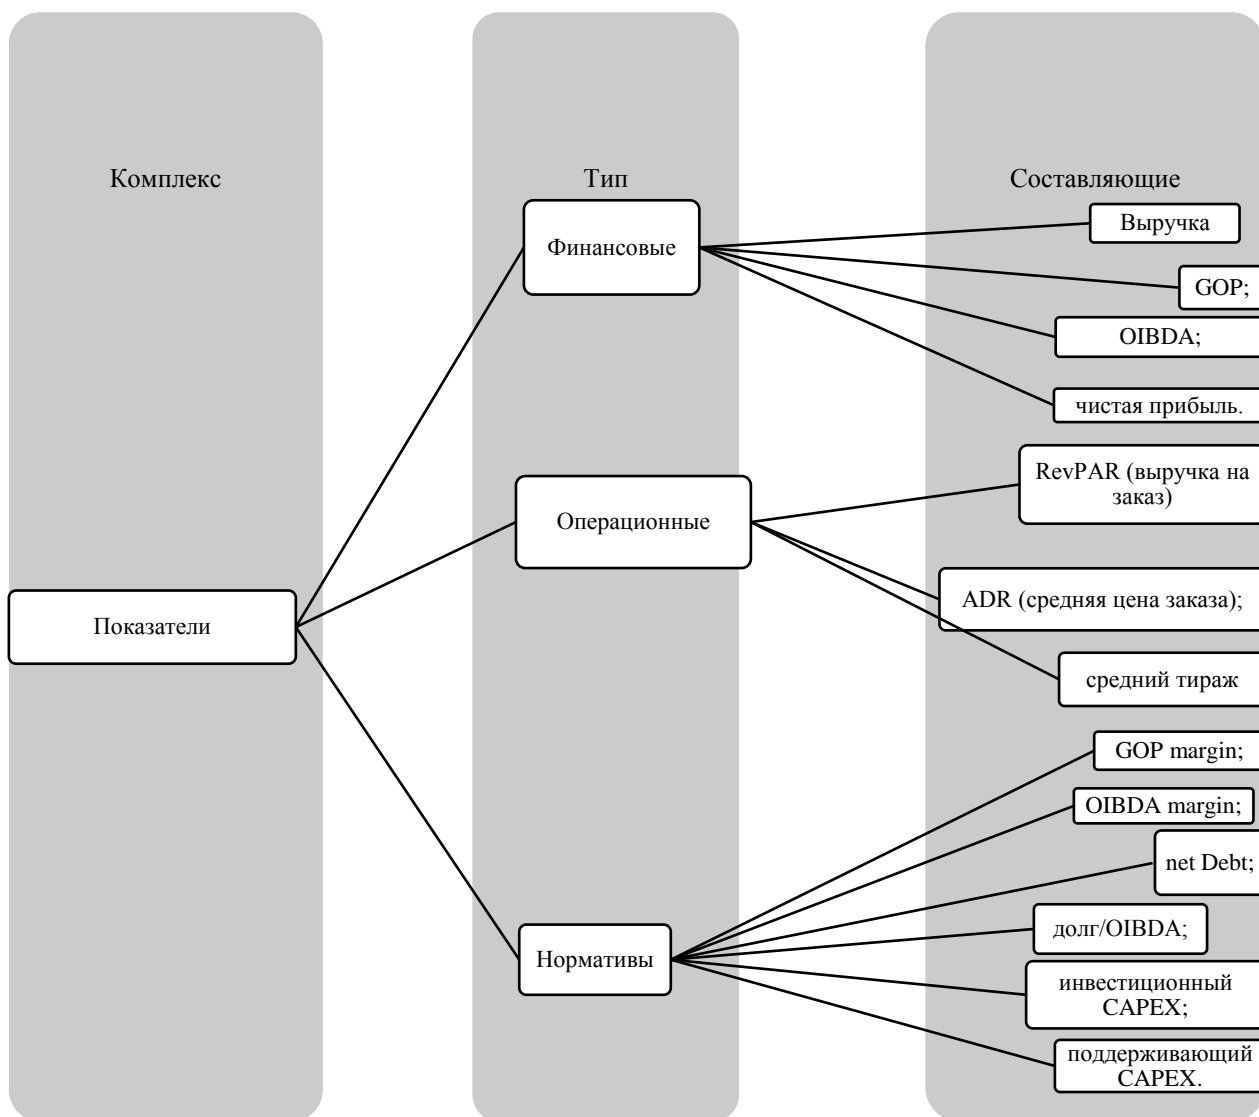 Комплекс
Тип
Составляющие
Показатели
Финансовые
Выручка
GOP;
OIBDA;
чистая прибыль.
Операционные
RevPAR (выручка на
заказ)
ADR (средняя цена заказа);
средний тираж
Нормативы
GOP margin;
OIBDA margin;
net Debt;
долг/OIBDA;
инвестиционный
CAPEX;
поддерживающий
CAPEX.